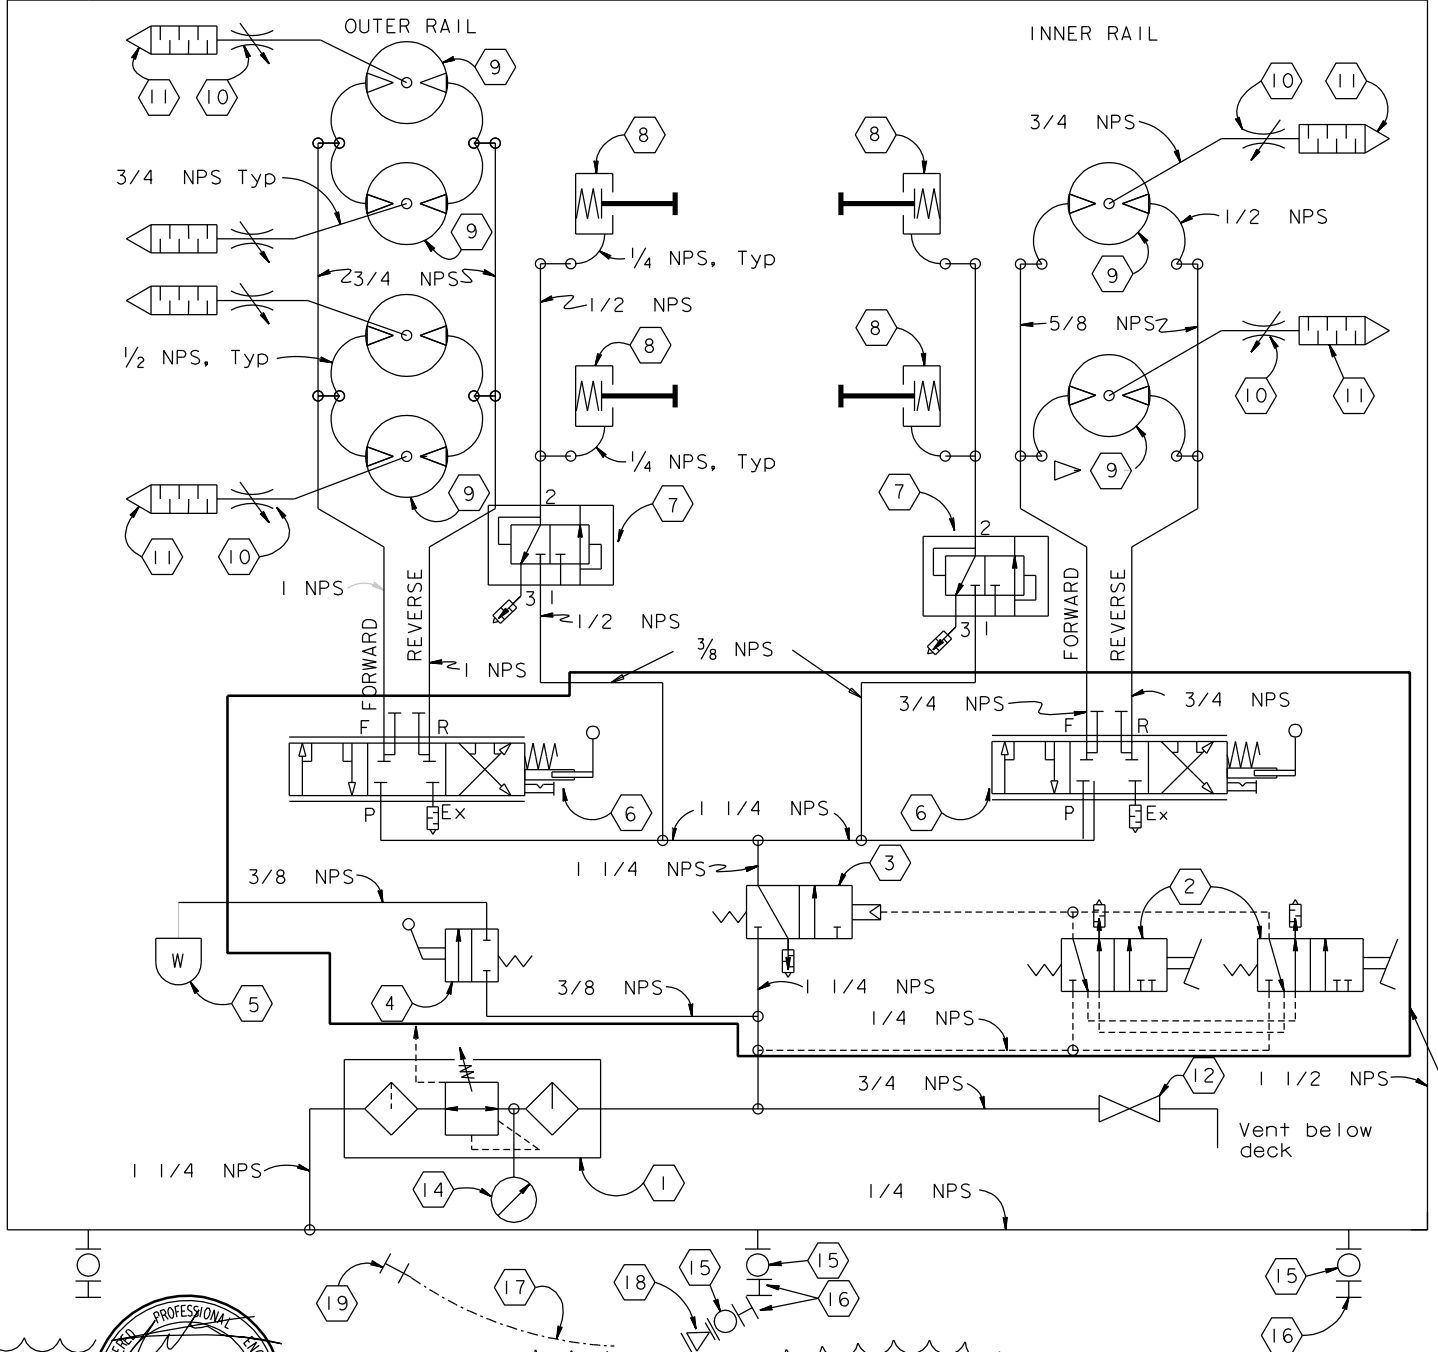 OUTER RAIL
INNER RAIL
9
11
10
10
11
3/4 NPS
8
8
3/4 NPS Typ
9
1/2 NPS
3/4 NPS
1/4 NPS, Typ
9
1/2 NPS
5/8 NPS
1/2 NPS, Typ
8
8
10
11
1/4 NPS, Typ
9
9
7
7
2
2
11
10
1 NPS
FORWARD
REVERSE
3 1
1/2 NPS
3 1
FORWARD
REVERSE
3/8 NPS
1 NPS
3/4 NPS
3/4 NPS
F R
F R
P Ex
6
1 1/4 NPS
6
P Ex
1 1/4 NPS
3
3/8 NPS
2
W
5
4
3/8 NPS
1 1/4 NPS
1/4 NPS
3/4 NPS
12
1 1/2 NPS
Vent below
deck
1 1/4 NPS
14
1
1/4 NPS
19
17
18
15
15
16
15
16
PROFESSIONAL